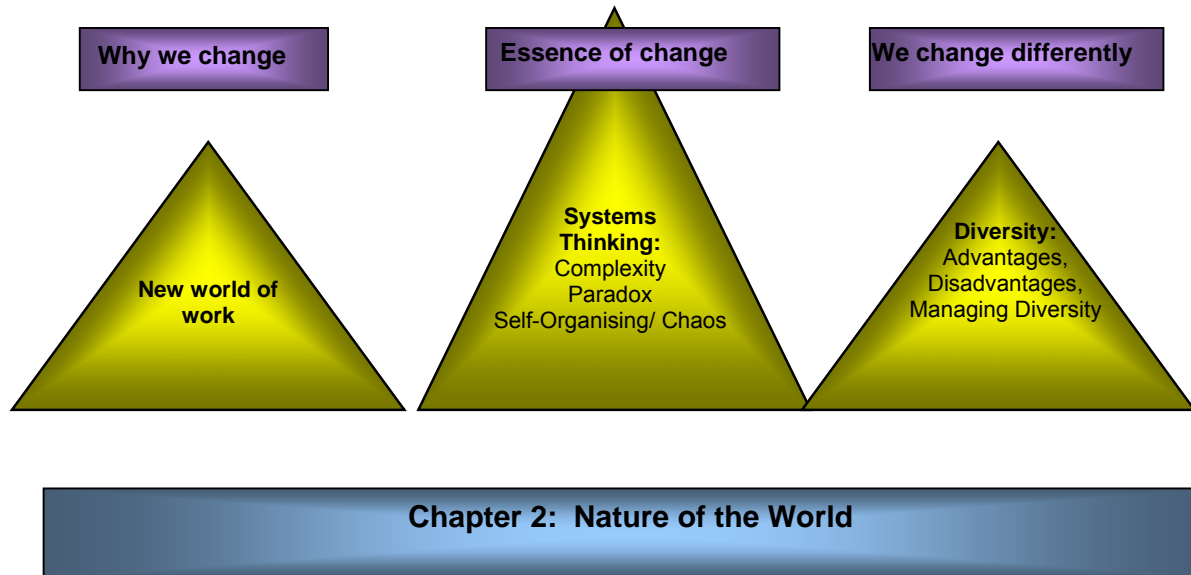 Why we change
Essence of change
We change differently
New world of
work
Systems
Thinking:
Complexity
Paradox
Self-Organising/ Chaos
Diversity:
Advantages,
Disadvantages,
Managing Diversity
Chapter 2:  Nature of the World